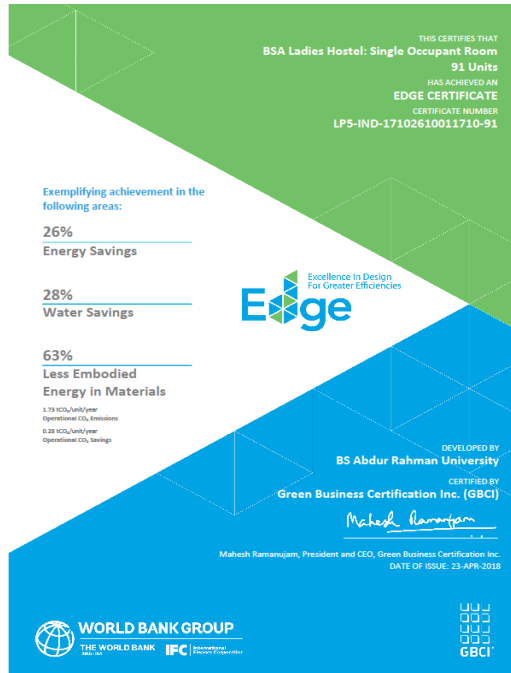 THIS CERTIFIES THAT
BSA Ladies Hostel: Single Occupant Room
91 Units
HAS ACHIEVED AN
EDGE CERTIFICATE
CERTIFICATE NUMBER
LP5-IND-17102610011710-91
Exemplifying achievement in the
following areas:
26%
Energy Savings
28%
Water Savings
63%
Less Embodied
Energy in Materials
1.73 tCO₂/unit/year
Operational CO₂ Emissions
0.28 tCO₂/unit/year
Operational CO₂ Savings
Edge
Excellence In Design
For Greater Efficiencies
DEVELOPED BY
BS Abdur Rahman University
CERTIFIED BY
Green Business Certification Inc. (GBCI)
Mahesh Ramanujam
Mahesh Ramanujam, President and CEO, Green Business Certification Inc.
DATE OF ISSUE: 23-APR-2018
WORLD BANK GROUP
THE WORLD BANK
IBRD • IDA
IFC
International
Finance Corporation
GBCI